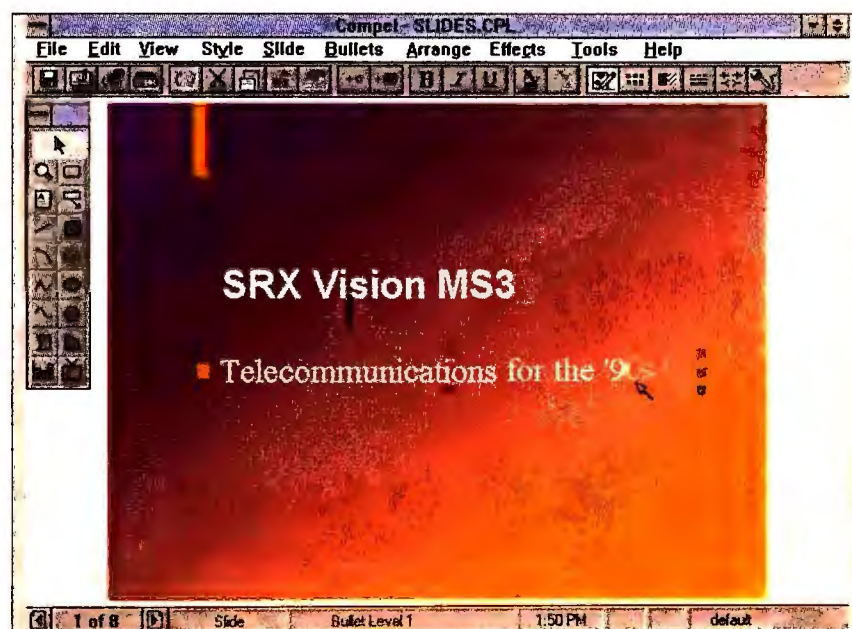 Compel - SLIDES.CPL
File Edit View Style Slide Bullets Arrange Effects Tools Help
B I U
SRX Vision MS3
Telecommunications for the '90s
1 of 8 Slide Bullet Level 1 1:50 PM default